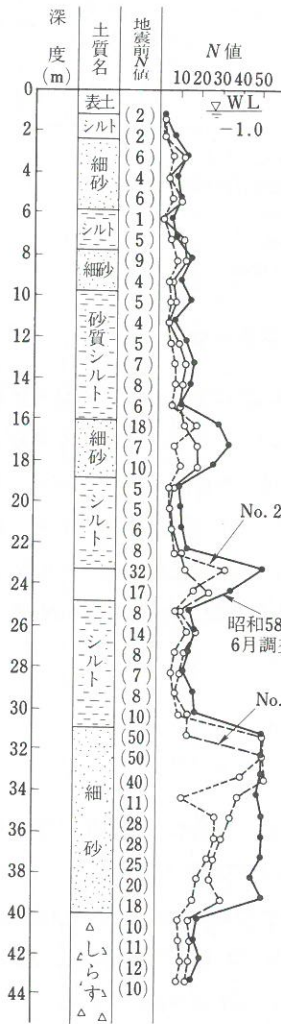 深度(m)
土質名
地震前N値
N値
0 10 20 30 40 50
表土
▽ WL
-1.0
シルト (2)
(2)
2
細砂 (6)
4 (4)
(6)
6
シルト (1)
(5)
8
細砂 (9)
(4)
10
砂質シルト (5)
(4)
12 (5)
(7)
14 (8)
(6)
16
細砂 (18)
(7)
18 (10)
シルト (5)
20 (5)
(6)
22 (8)
No. 2
(32)
24 (17)
昭和58
6月調
シルト (8)
26 (14)
(8)
28 (7)
(8)
No.
30 (10)
細砂 (50)
32 (50)
(40)
34 (11)
(28)
36 (28)
(25)
38 (20)
(18)
40
しらす (10)
(11)
42 (12)
(10)
44